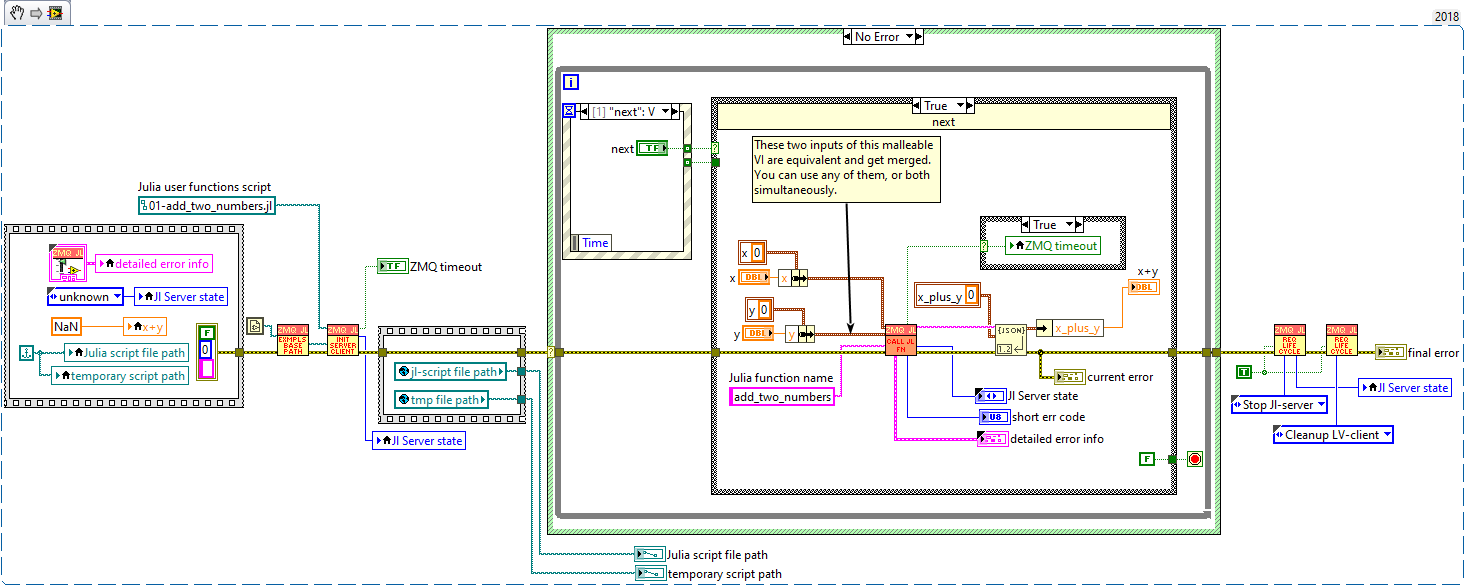 2018
No Error
i
[1] "next": V
True
next
next
TF
These two inputs of this malleable
VI are equivalent and get merged.
You can use any of them, or both
simultaneously.
Time
Julia user functions script
01-add_two_numbers.jl
True
ZMQ timeout
ZMQ JL
detailed error info
unknown
Jl Server state
NaN
x+y
Julia script file path
temporary script path
F
0
TF
ZMQ timeout
ZMQ JL
EXMPLS
BASE
PATH
ZMQ JL
INIT
SERVER
CLIENT
jl-script file path
tmp file path
Jl Server state
x 0
x
DBL
x
y 0
y
DBL
y
x_plus_y 0
x+y
DBL
ZMQ JL
CALL JL
FN
{JSON}
1.2
x_plus_y
Julia function name
add_two_numbers
current error
Jl Server state
U8
short err code
detailed error info
F
ZMQ JL
REQ
LIFE
CYCLE
ZMQ JL
REQ
LIFE
CYCLE
final error
T
Jl Server state
Stop Jl-server
Cleanup LV-client
Julia script file path
temporary script path